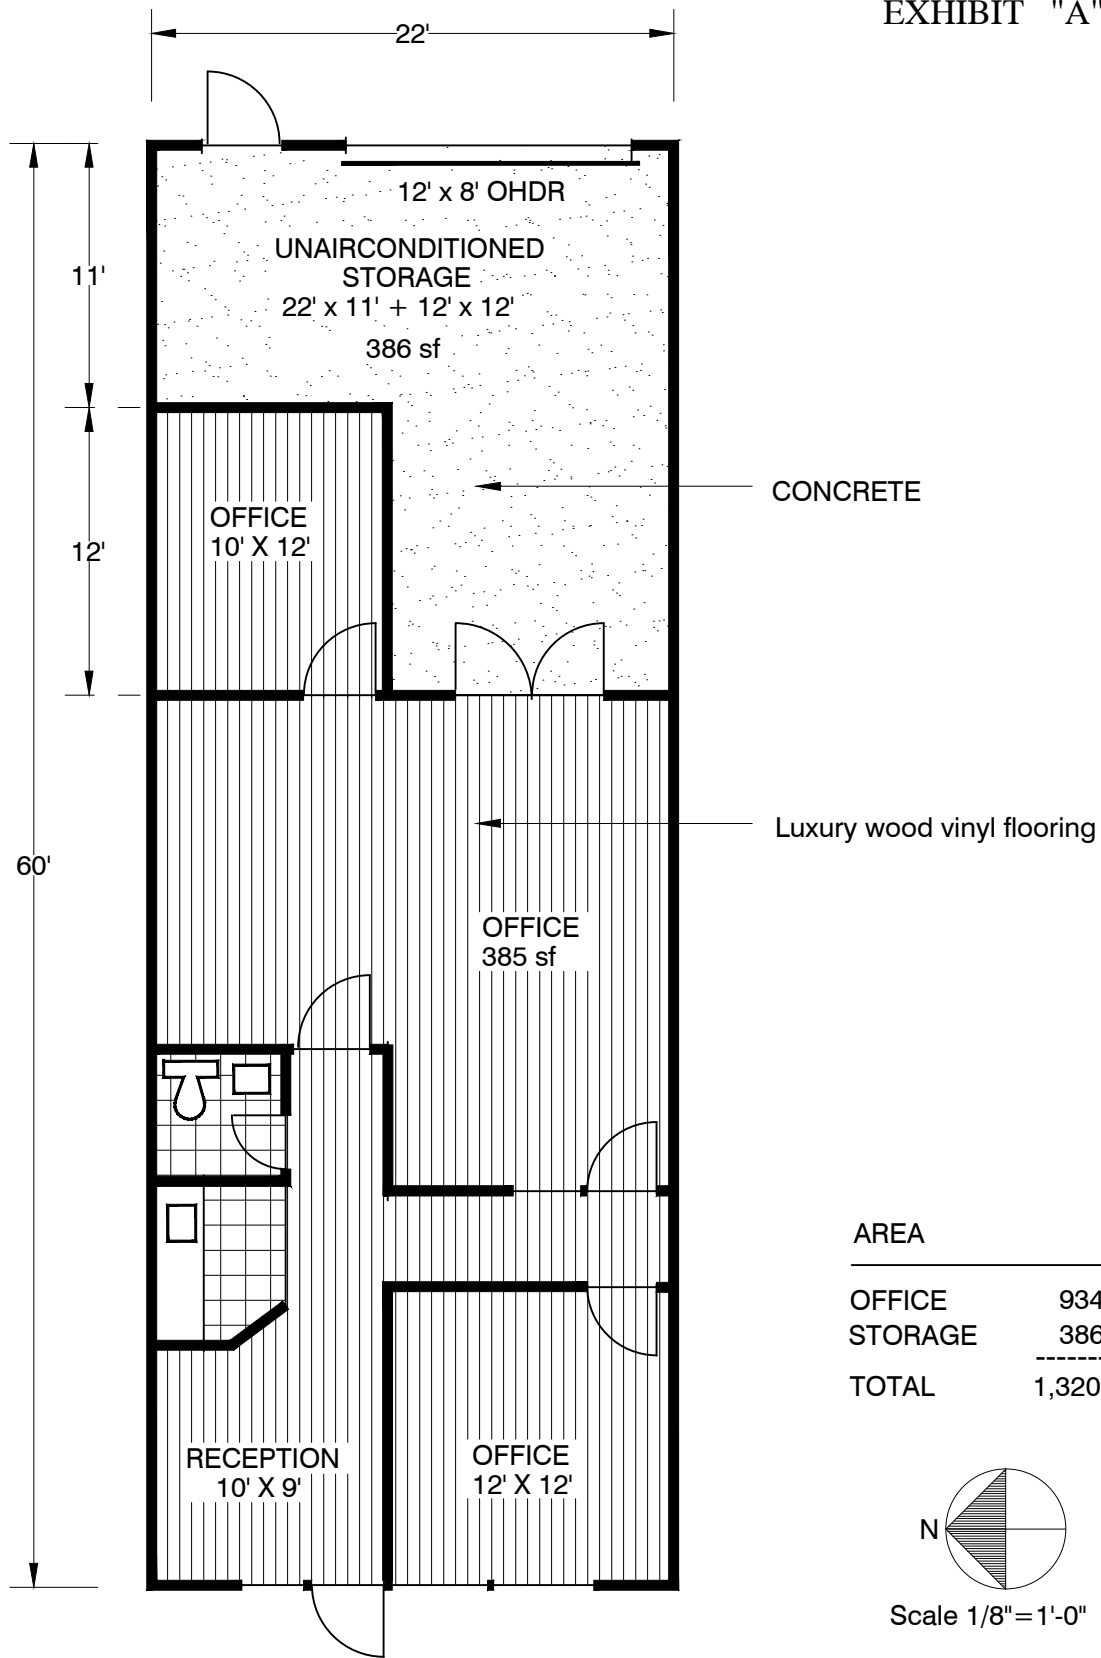 EXHIBIT "A"
22'
12' x 8' OHDR
UNAIRCONDITIONED
STORAGE
22' x 11' + 12' x 12'
386 sf
11'
CONCRETE
OFFICE
10' X 12'
12'
Luxury wood vinyl flooring
60'
OFFICE
385 sf
AREA
OFFICE 934
STORAGE 386
TOTAL 1,320
RECEPTION
10' X 9'
OFFICE
12' X 12'
N
Scale 1/8"=1'-0"